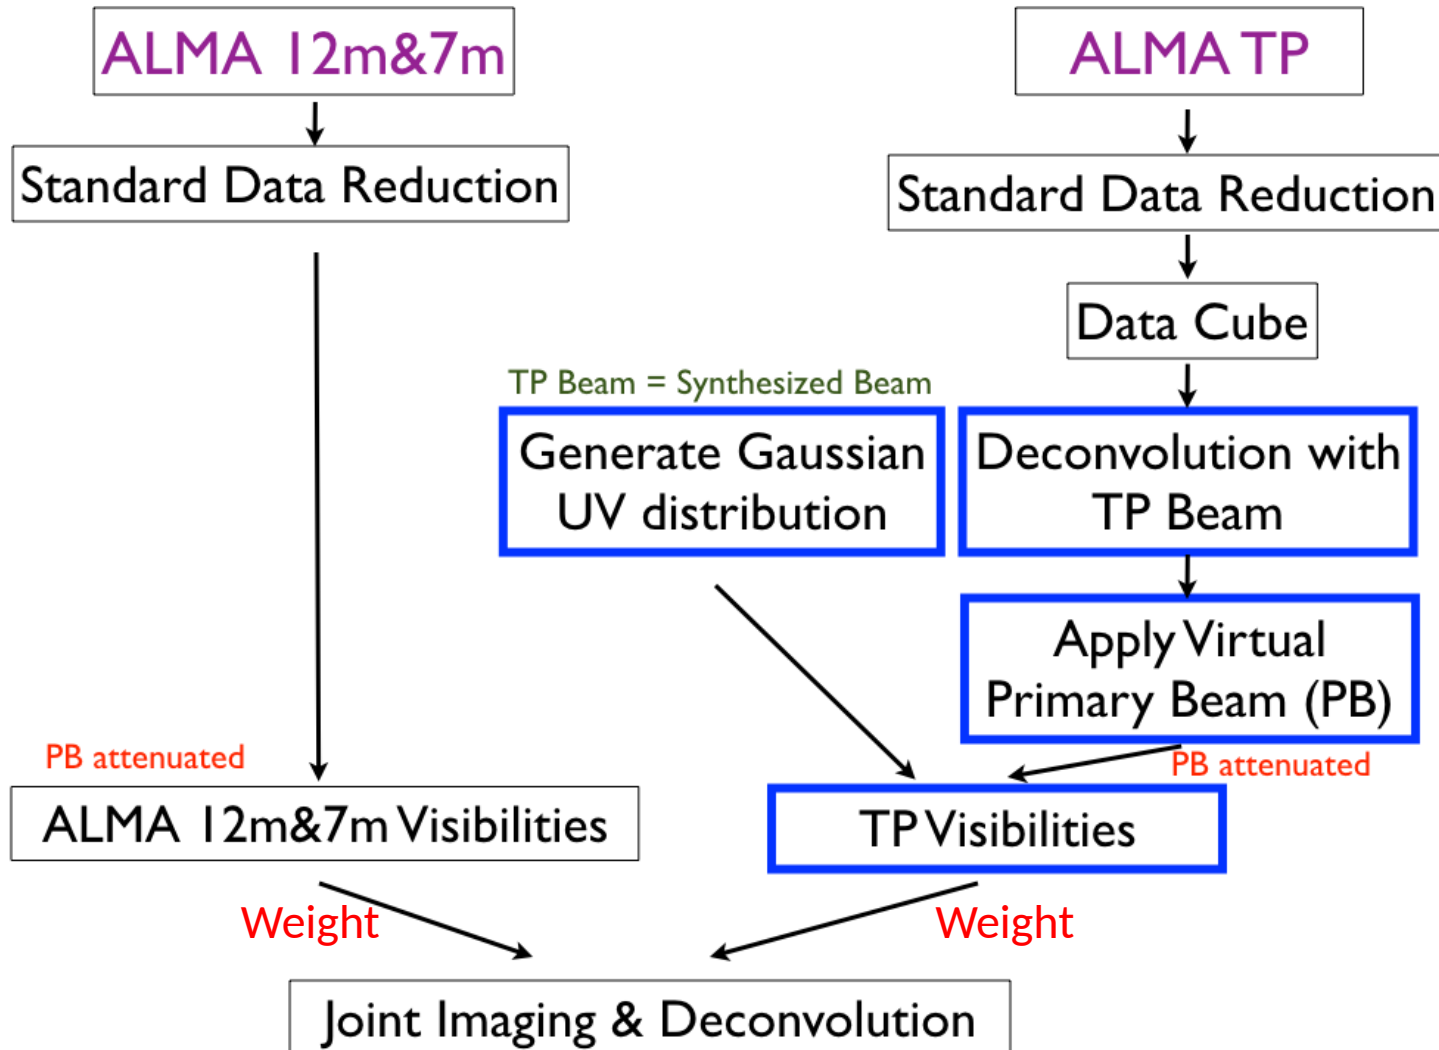 ALMA 12m&7m
ALMA TP
Standard Data Reduction
Standard Data Reduction
Data Cube
TP Beam = Synthesized Beam
Generate Gaussian
UV distribution
Deconvolution with
TP Beam
Apply Virtual
Primary Beam (PB)
PB attenuated
PB attenuated
ALMA 12m&7m Visibilities
TP Visibilities
Weight
Weight
Joint Imaging & Deconvolution